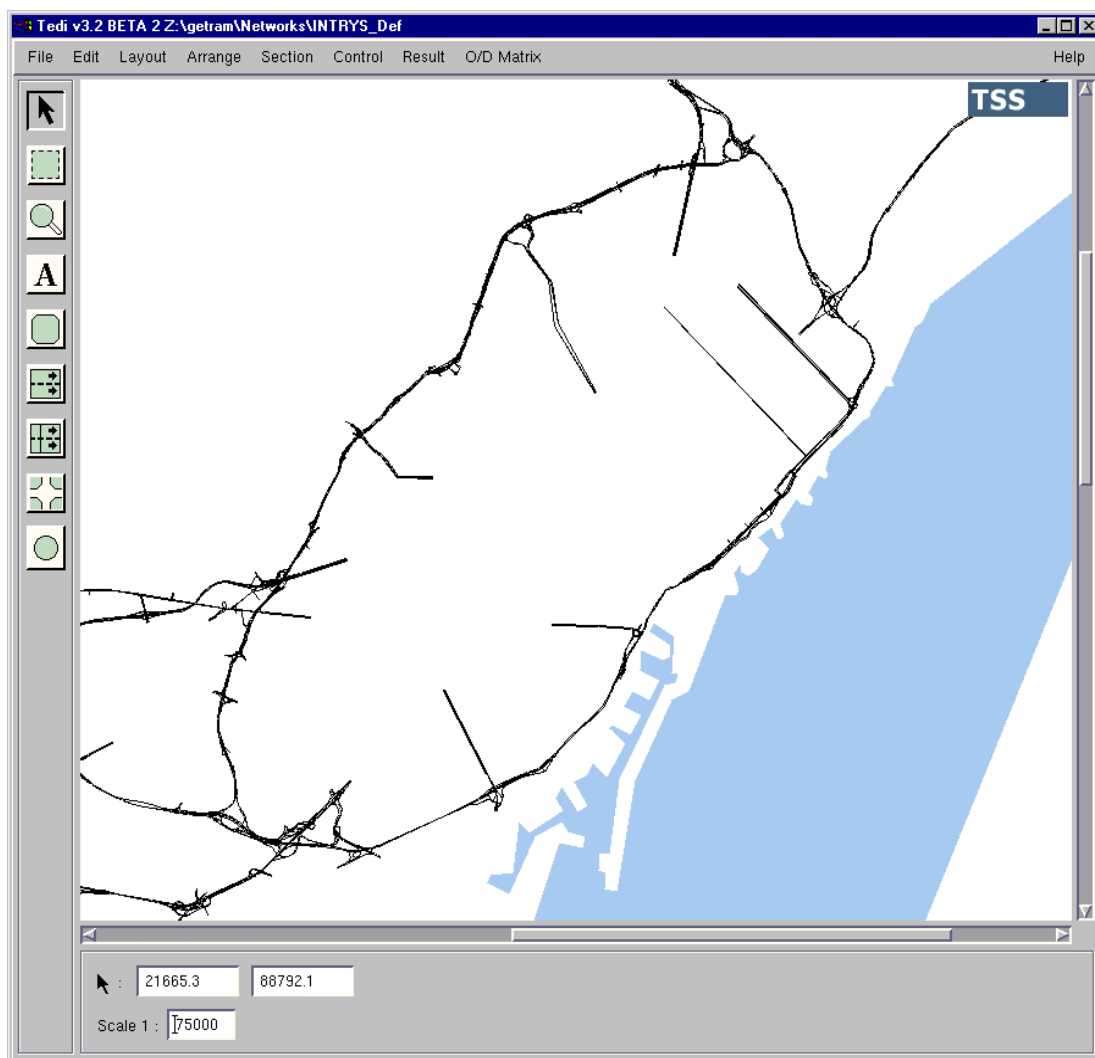 Tedi v3.2 BETA 2 Z:\getram\Networks\INTRYS_Def
File Edit Layout Arrange Section Control Result O/D Matrix Help
TSS
A
: 21665.3 88792.1
Scale 1 : 75000